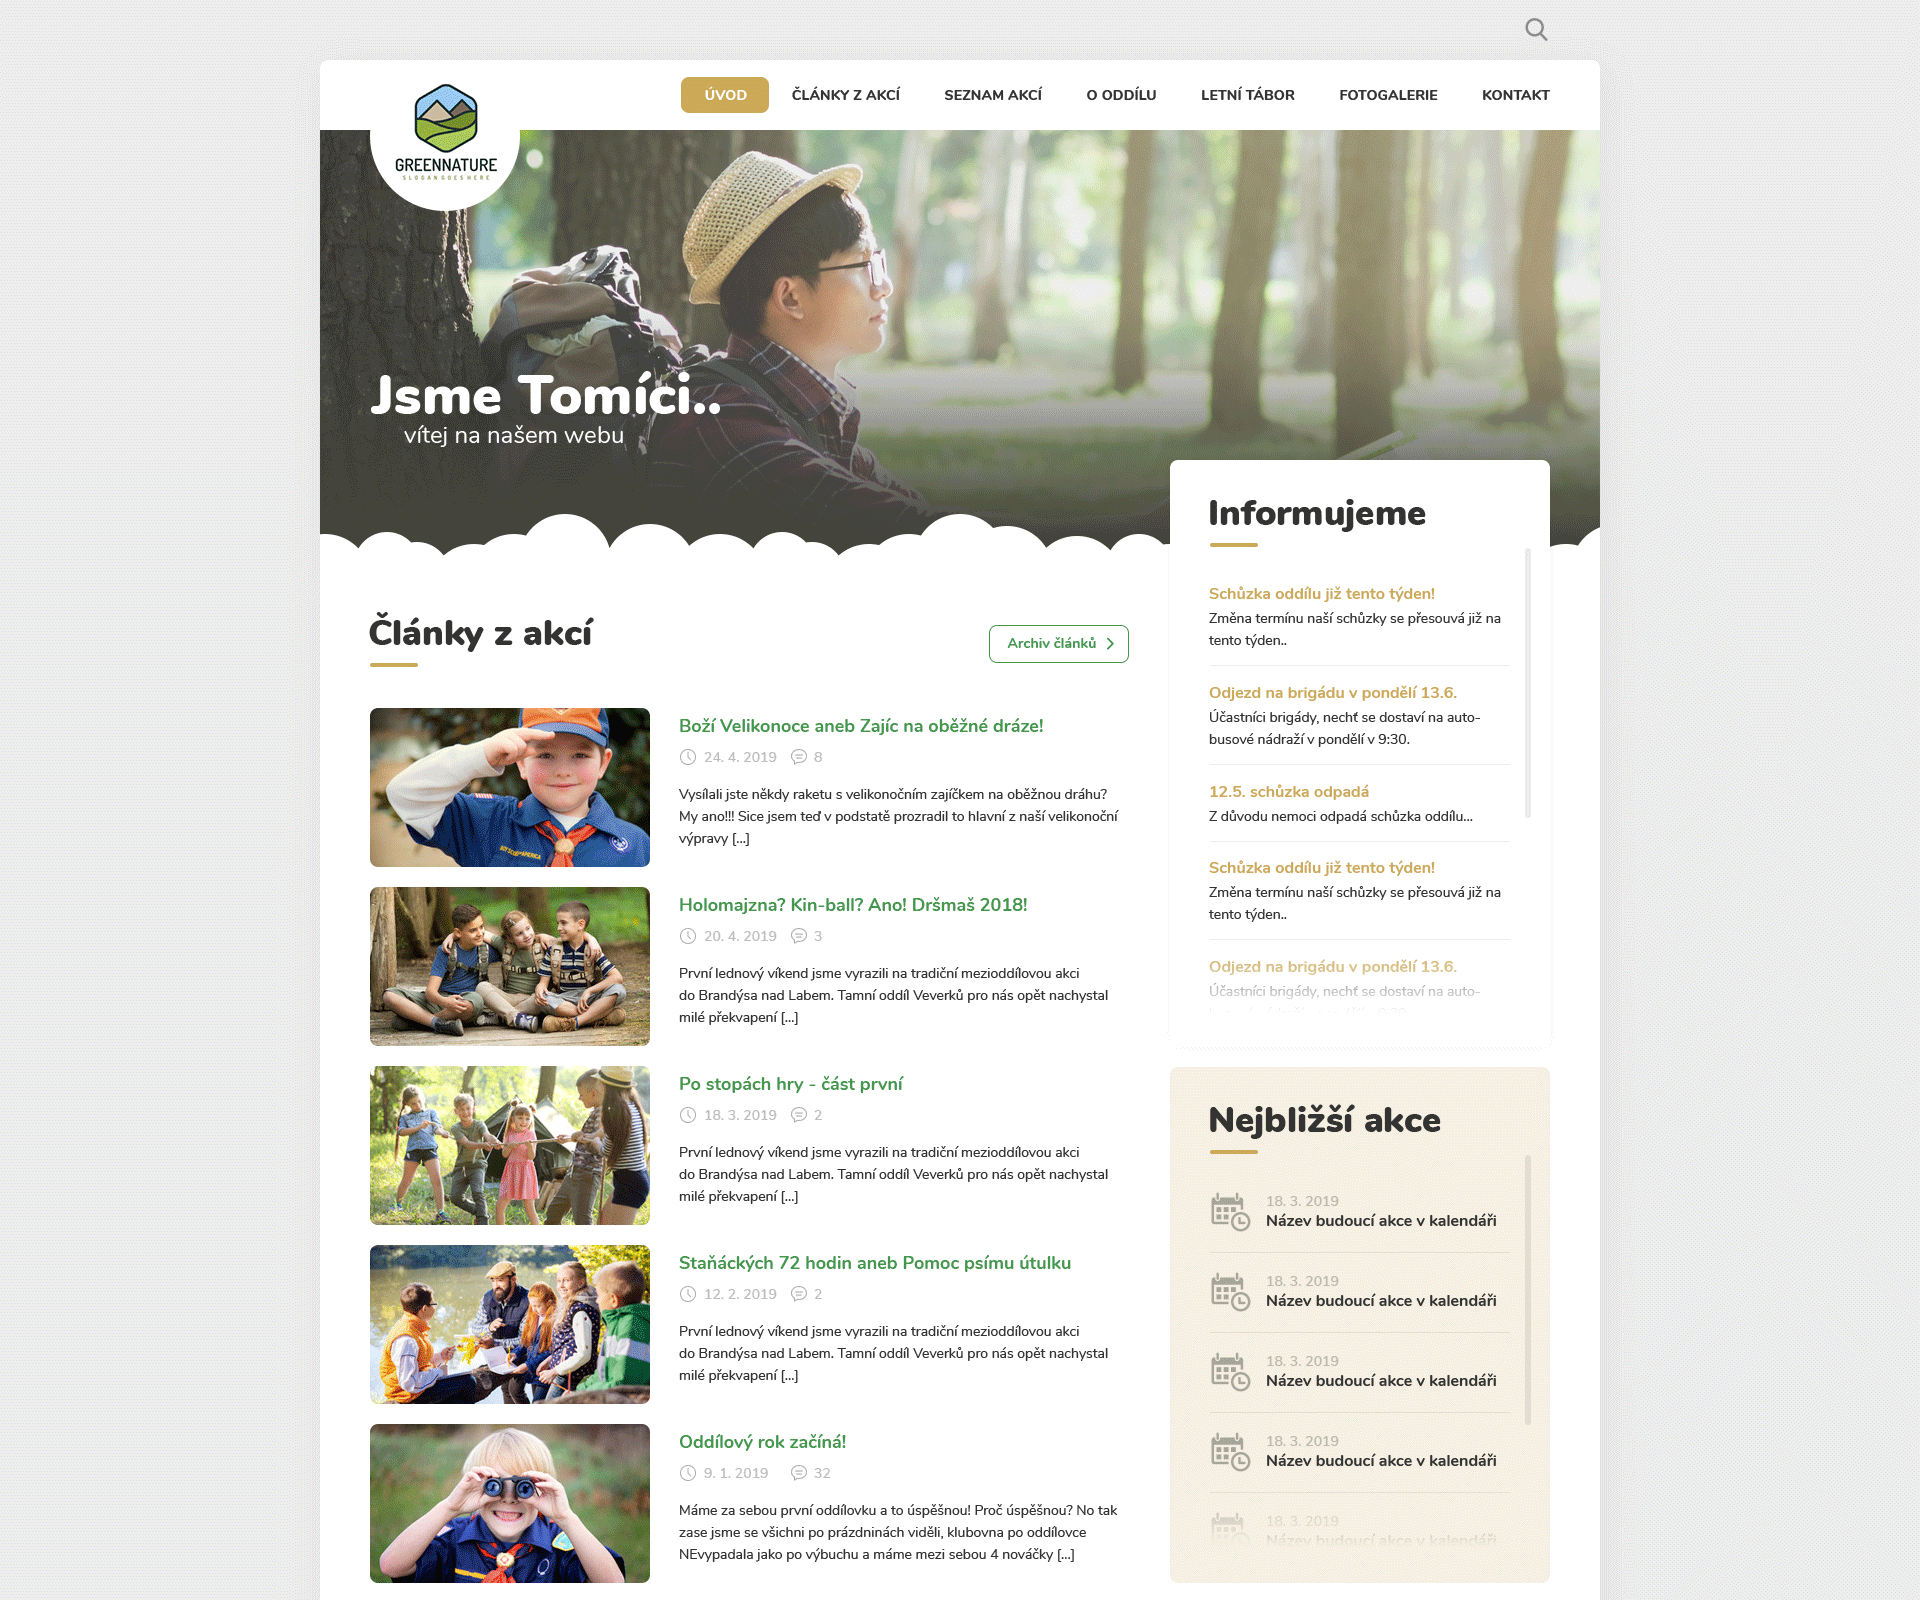 ÚVOD
ČLÁNKY Z AKCÍ
SEZNAM AKCÍ
O ODDÍLU
LETNÍ TÁBOR
FOTOGALERIE
KONTAKT
GREENNATURE
SLOGAN GOES HERE
Jsme Tomíci..
vítej na našem webu
Články z akcí
Archiv článků
Boží Velikonoce aneb Zajíc na oběžné dráze!
24. 4. 2019 8
Vysílali jste někdy raketu s velikonočním zajíčkem na oběžnou dráhu?
My ano!!! Sice jsem teď v podstatě prozradil to hlavní z naší velikonoční
výpravy [...]
Holomajzna? Kin-ball? Ano! Dršmaš 2018!
20. 4. 2019 3
První lednový víkend jsme vyrazili na tradiční mezioddílovou akci
do Brandýsa nad Labem. Tamní oddíl Veverků pro nás opět nachystal
milé překvapení [...]
Po stopách hry - část první
18. 3. 2019 2
První lednový víkend jsme vyrazili na tradiční mezioddílovou akci
do Brandýsa nad Labem. Tamní oddíl Veverků pro nás opět nachystal
milé překvapení [...]
Staňáckých 72 hodin aneb Pomoc psímu útulku
12. 2. 2019 2
První lednový víkend jsme vyrazili na tradiční mezioddílovou akci
do Brandýsa nad Labem. Tamní oddíl Veverků pro nás opět nachystal
milé překvapení [...]
Oddílový rok začíná!
9. 1. 2019 32
Máme za sebou první oddílovku a to úspěšnou! Proč úspěšnou? No tak
zase jsme se všichni po prázdninách viděli, klubovna po oddílovce
NEvypadala jako po výbuchu a máme mezi sebou 4 nováčky [...]
Informujeme
Schůzka oddílu již tento týden!
Změna termínu naší schůzky se přesouvá již na
tento týden..
Odjezd na brigádu v pondělí 13.6.
Účastníci brigády, nechť se dostaví na auto-
busové nádraží v pondělí v 9:30.
12.5. schůzka odpadá
Z důvodu nemoci odpadá schůzka oddílu...
Schůzka oddílu již tento týden!
Změna termínu naší schůzky se přesouvá již na
tento týden..
Odjezd na brigádu v pondělí 13.6.
Účastníci brigády, nechť se dostaví na auto-
Nejbližší akce
18. 3. 2019
Název budoucí akce v kalendáři
18. 3. 2019
Název budoucí akce v kalendáři
18. 3. 2019
Název budoucí akce v kalendáři
18. 3. 2019
Název budoucí akce v kalendáři
18. 3. 2019
Název budoucí akce v kalendáři